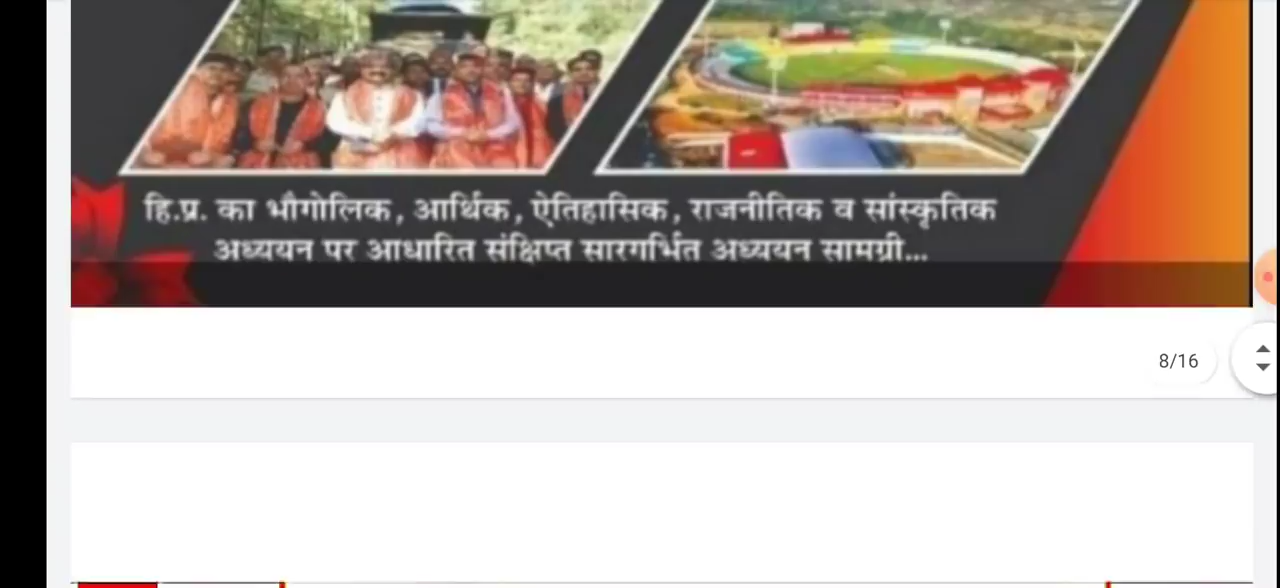 हि.प्र. का भौगोलिक, आर्थिक, ऐतिहासिक, राजनीतिक व सांस्कृतिक
अध्ययन पर आधारित संक्षिप्त सारगर्भित अध्ययन सामग्री...
8/16